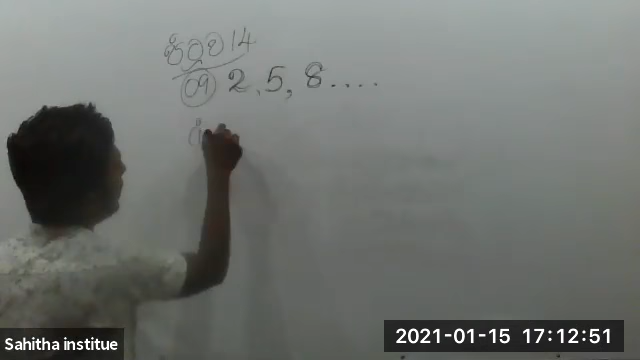 14
09 2, 5, 8....
Sahitha institue
2021-01-15 17:12:51